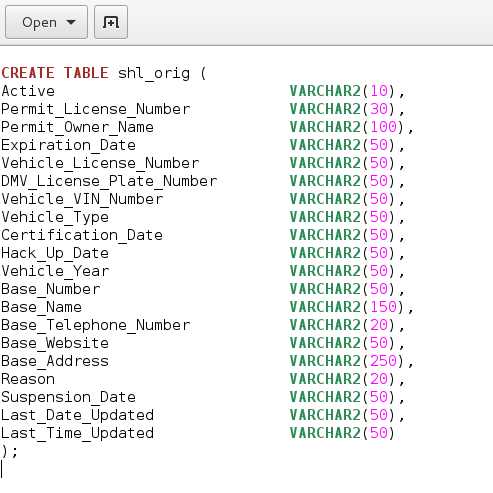 Open
CREATE TABLE shl_orig (
Active VARCHAR2(10),
Permit_License_Number VARCHAR2(30),
Permit_Owner_Name VARCHAR2(100),
Expiration_Date VARCHAR2(50),
Vehicle_License_Number VARCHAR2(50),
DMV_License_Plate_Number VARCHAR2(50),
Vehicle_VIN_Number VARCHAR2(50),
Vehicle_Type VARCHAR2(50),
Certification_Date VARCHAR2(50),
Hack_Up_Date VARCHAR2(50),
Vehicle_Year VARCHAR2(50),
Base_Number VARCHAR2(50),
Base_Name VARCHAR2(150),
Base_Telephone_Number VARCHAR2(20),
Base_Website VARCHAR2(50),
Base_Address VARCHAR2(250),
Reason VARCHAR2(20),
Suspension_Date VARCHAR2(50),
Last_Date_Updated VARCHAR2(50),
Last_Time_Updated VARCHAR2(50)
);